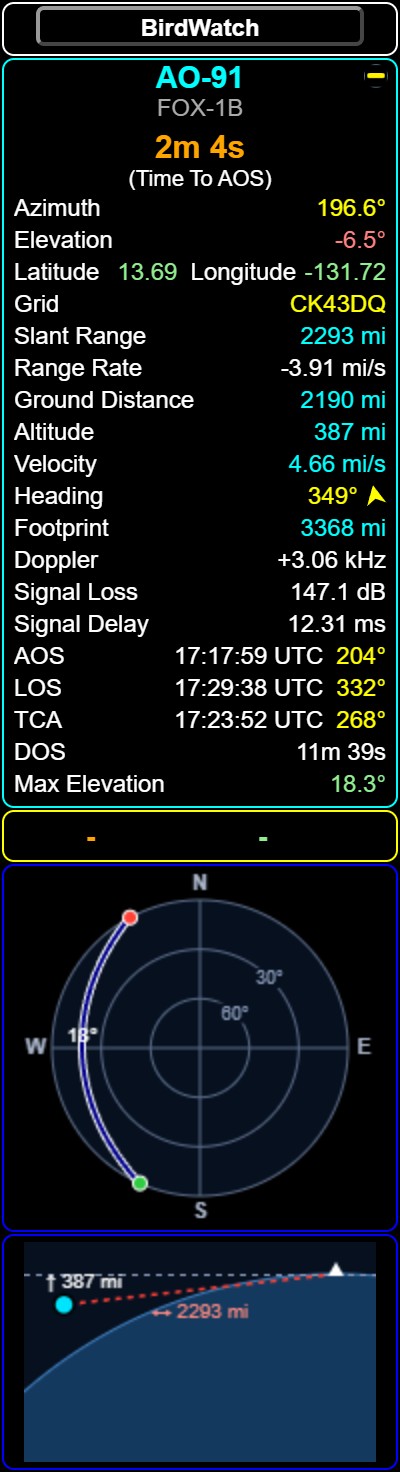 BirdWatch
AO-91
FOX-1B
2m 4s
(Time To AOS)
Azimuth 196.6°
Elevation -6.5°
Latitude 13.69 Longitude -131.72
Grid CK43DQ
Slant Range 2293 mi
Range Rate -3.91 mi/s
Ground Distance 2190 mi
Altitude 387 mi
Velocity 4.66 mi/s
Heading 349°
Footprint 3368 mi
Doppler +3.06 kHz
Signal Loss 147.1 dB
Signal Delay 12.31 ms
AOS 17:17:59 UTC 204°
LOS 17:29:38 UTC 332°
TCA 17:23:52 UTC 268°
DOS 11m 39s
Max Elevation 18.3°
- -
N
30°
60°
W 18° E
S
↑ 387 mi
↔ 2293 mi